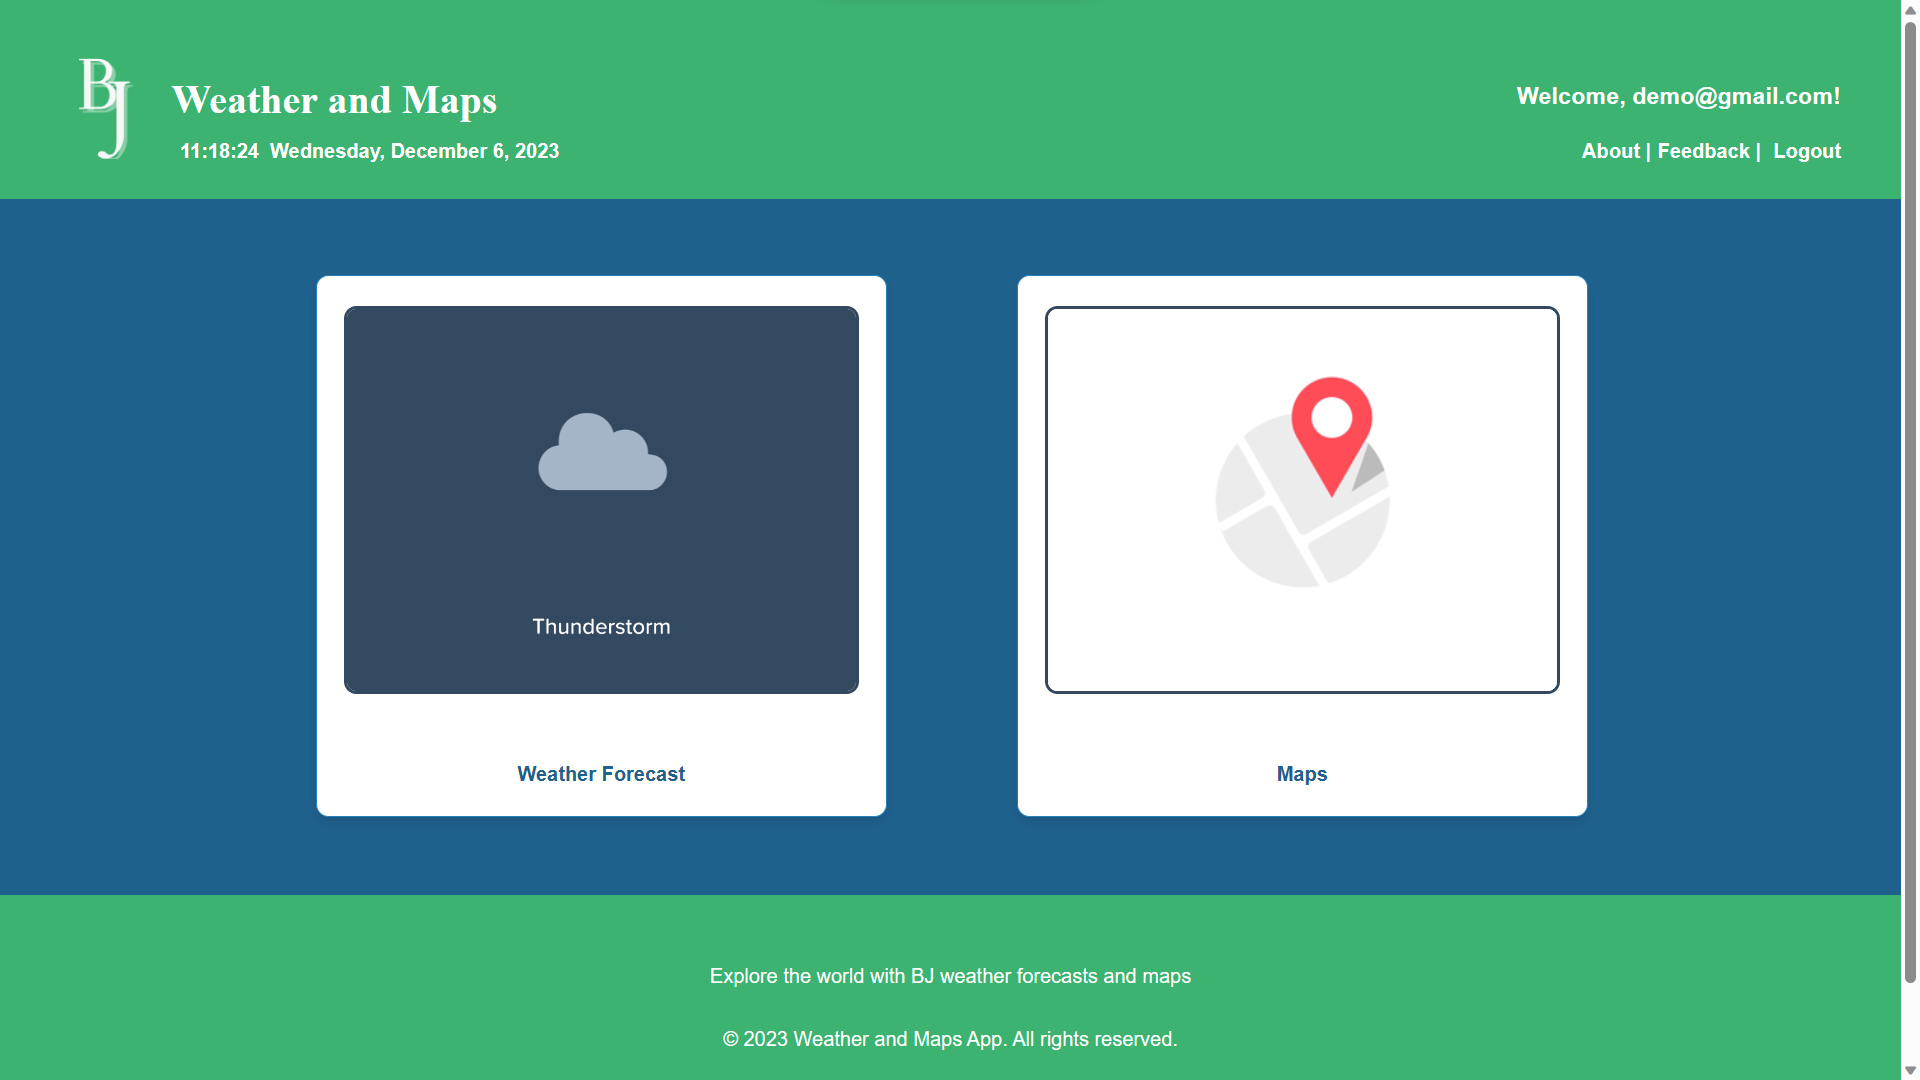 BJ
Weather and Maps
Welcome, demo@gmail.com!
11:18:24 Wednesday, December 6, 2023
About | Feedback | Logout
Thunderstorm
Weather Forecast
Maps
Explore the world with BJ weather forecasts and maps
© 2023 Weather and Maps App. All rights reserved.